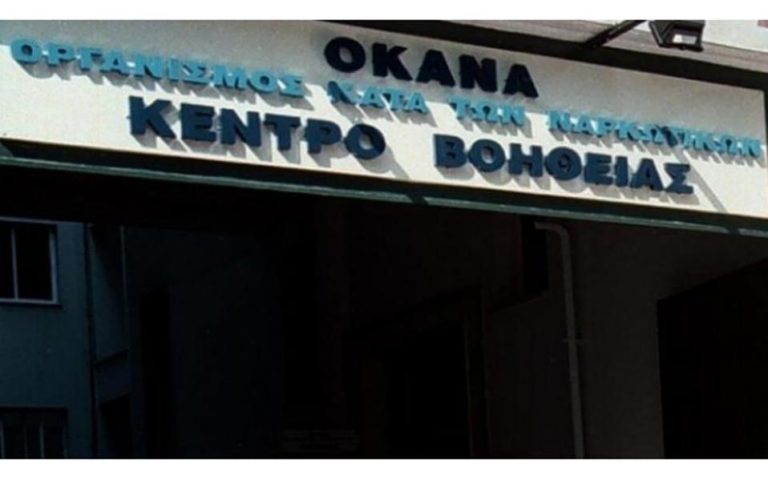 ΟΚΑΝΑ
ΟΡΓΑΝΙΣΜΟΣ ΚΑΤΑ ΤΩΝ ΝΑΡΚΩΤΙΚΩΝ
ΚΕΝΤΡΟ ΒΟΗΘΕΙΑΣ